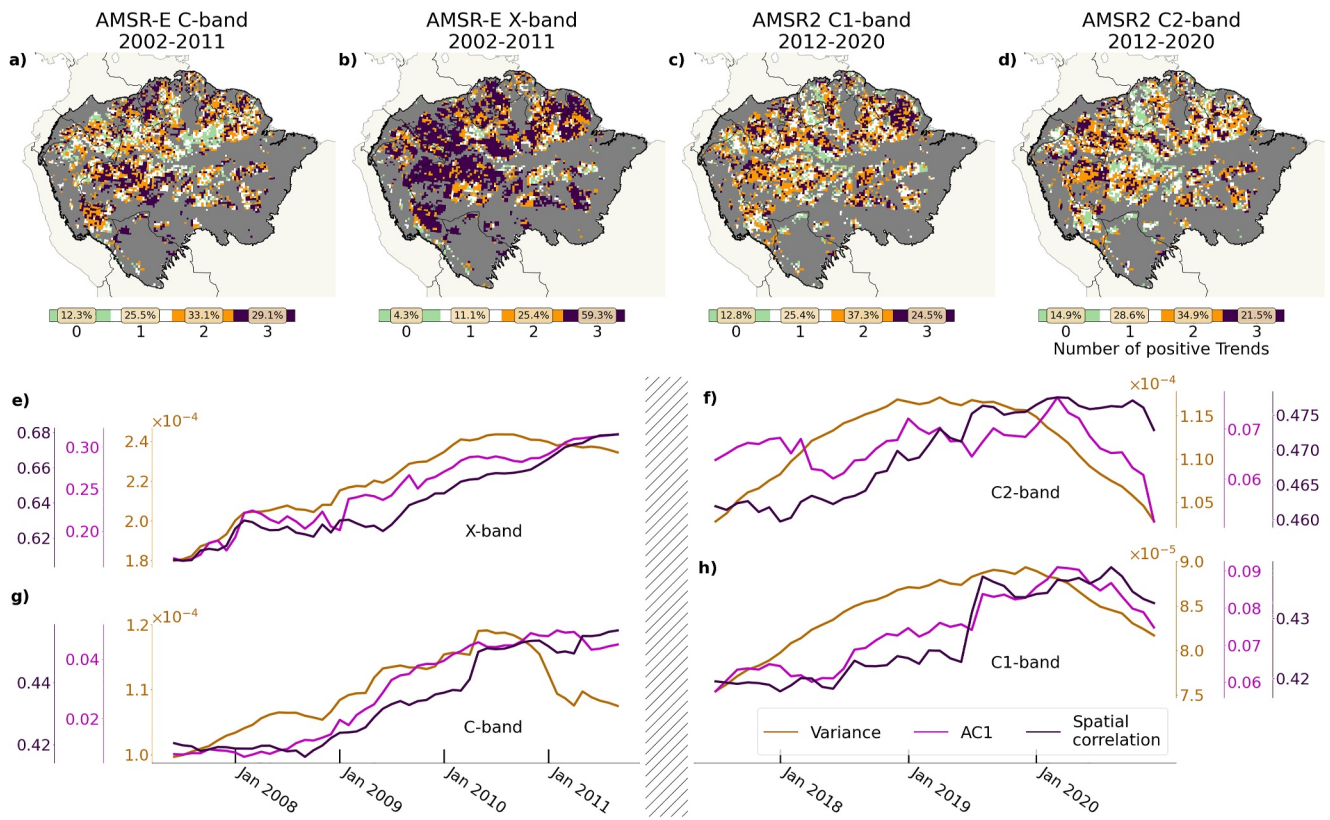 AMSR-E C-band
2002-2011
AMSR-E X-band
2002-2011
AMSR2 C1-band
2012-2020
AMSR2 C2-band
2012-2020
a)
b)
c)
d)
12.3% 25.5% 33.1% 29.1%
0 1 2 3
4.3% 11.1% 25.4% 59.3%
0 1 2 3
12.8% 25.4% 37.3% 24.5%
0 1 2 3
14.9% 28.6% 34.9% 21.5%
0 1 2 3
Number of positive Trends
e)
×10⁻⁴
0.68
0.66
0.64
0.62
0.30
0.25
0.20
2.4
2.2
2.0
1.8
X-band
f)
×10⁻⁴
1.15
1.10
1.05
0.07
0.06
0.475
0.470
0.465
0.460
C2-band
g)
×10⁻⁴
0.44
0.42
0.04
0.02
1.2
1.1
1.0
C-band
h)
×10⁻⁵
9.0
8.5
8.0
7.5
0.09
0.08
0.07
0.06
0.43
0.42
C1-band
Variance
AC1
Spatial
correlation
Jan 2008
Jan 2009
Jan 2010
Jan 2011
Jan 2018
Jan 2019
Jan 2020